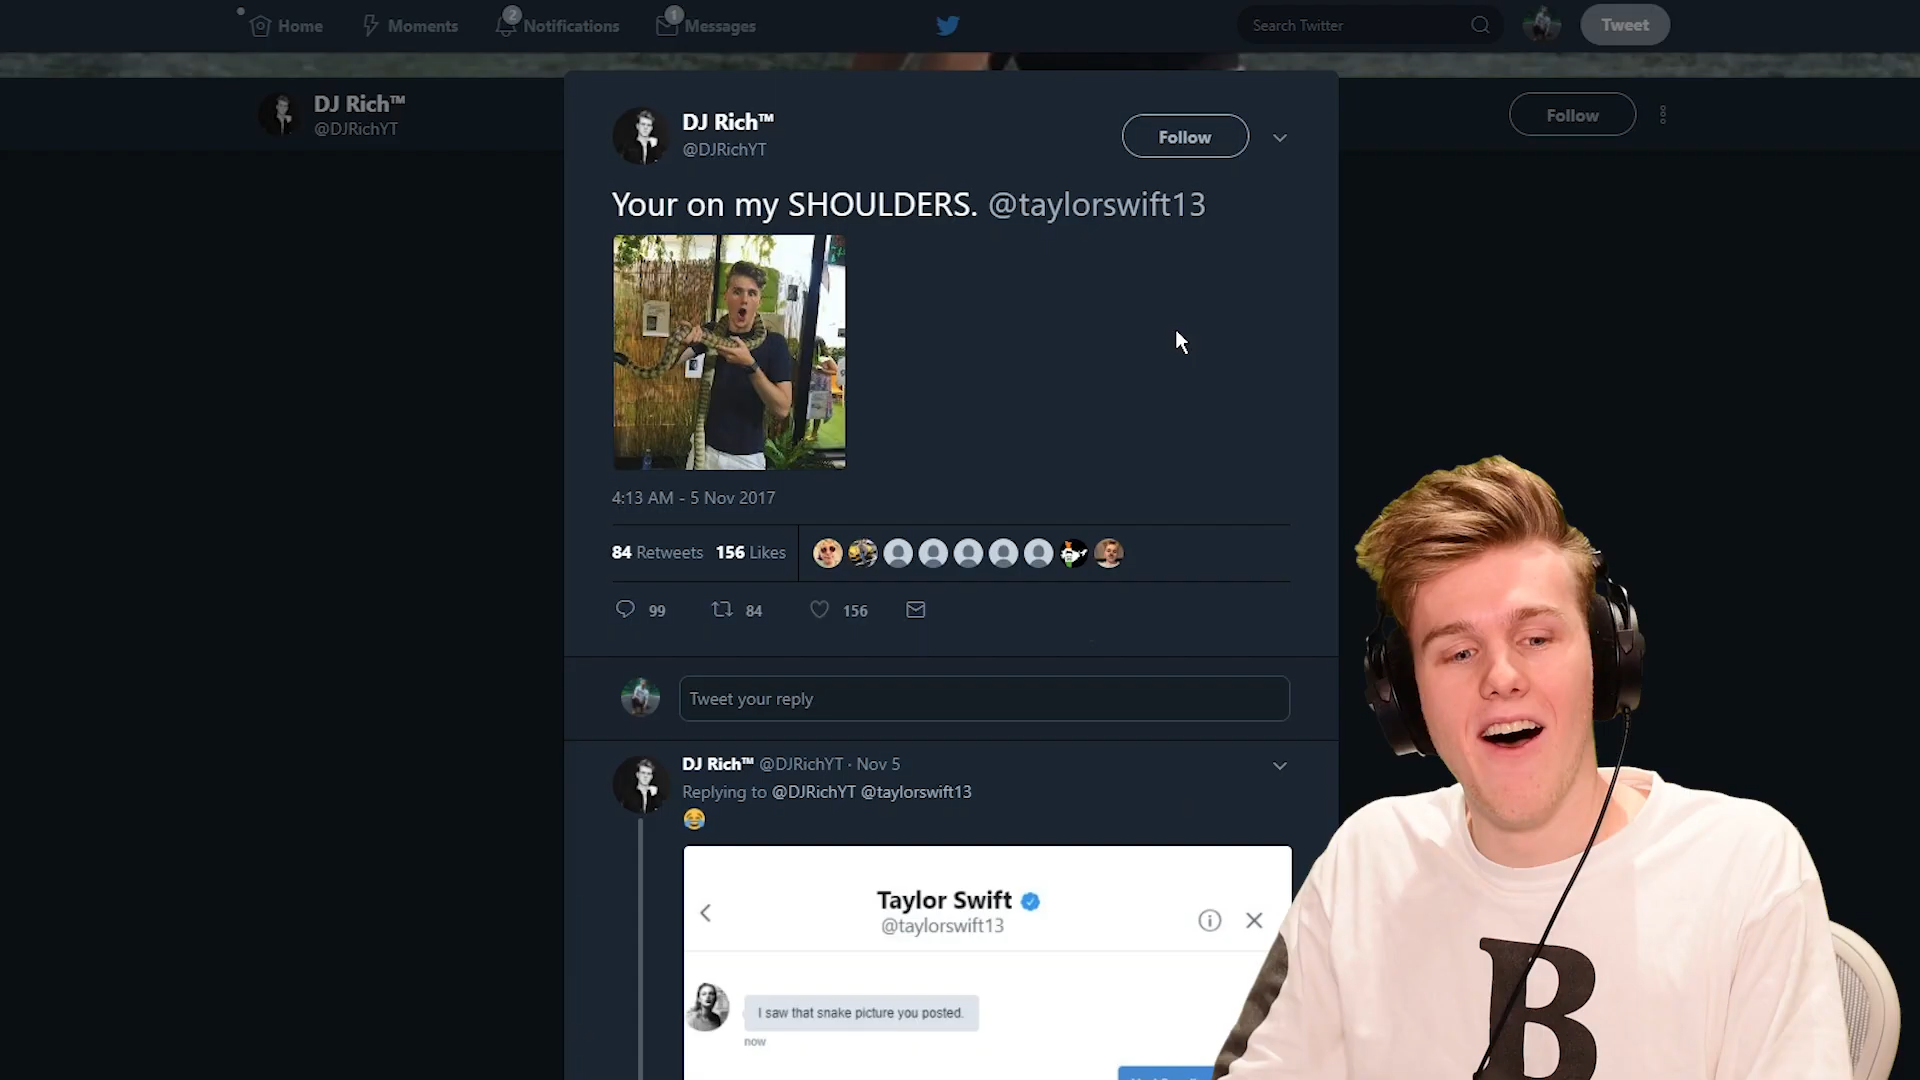 Home
Moments
2
Notifications
1
Messages
Search Twitter
Tweet
DJ Rich™
@DJRichYT
Follow
DJ Rich™
@DJRichYT
Follow
Your on my SHOULDERS. @taylorswift13
4:13 AM - 5 Nov 2017
84 Retweets 156 Likes
99
84
156
Tweet your reply
DJ Rich™ @DJRichYT · Nov 5
Replying to @DJRichYT @taylorswift13
Taylor Swift
@taylorswift13
I saw that snake picture you posted.
now
B